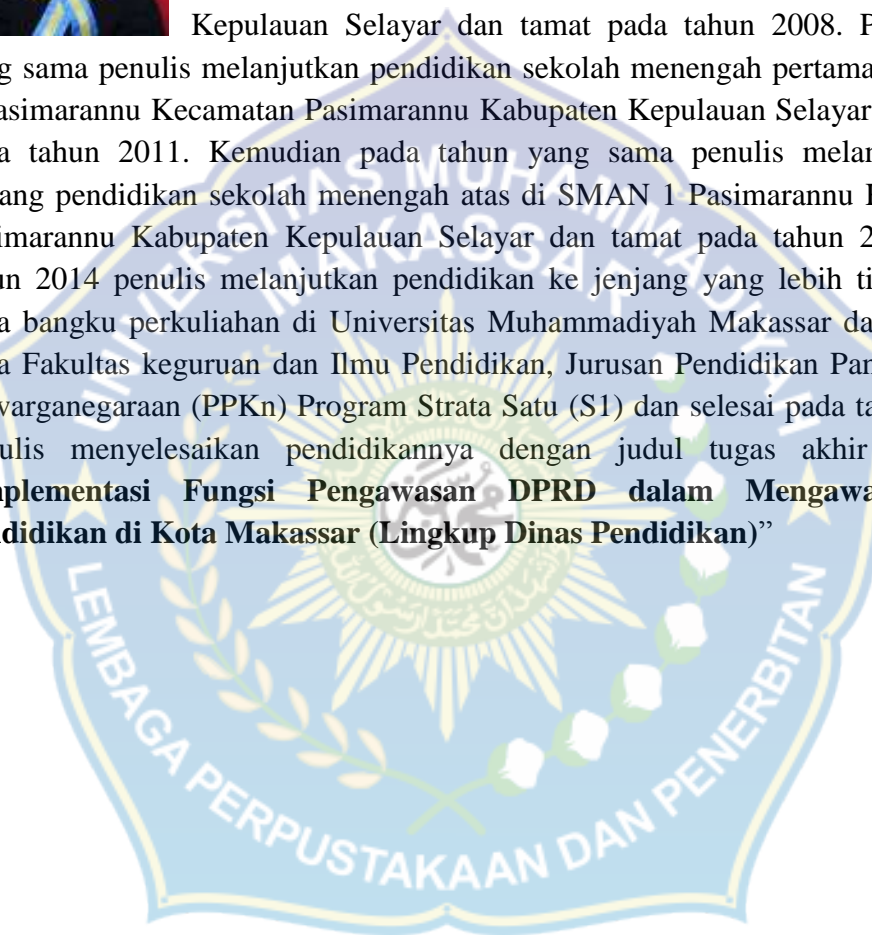 Kepulauan Selayar dan tamat pada tahun 2008. P
g sama penulis melanjutkan pendidikan sekolah menengah pertama
asimarannu Kecamatan Pasimarannu Kabupaten Kepulauan Selayar
a tahun 2011. Kemudian pada tahun yang sama penulis melan
ang pendidikan sekolah menengah atas di SMAN 1 Pasimarannu
imarannu Kabupaten Kepulauan Selayar dan tamat pada tahun 2
un 2014 penulis melanjutkan pendidikan ke jenjang yang lebih ti
a bangku perkuliahan di Universitas Muhammadiyah Makassar da
a Fakultas keguruan dan Ilmu Pendidikan, Jurusan Pendidikan Pan
warganegaraan (PPKn) Program Strata Satu (S1) dan selesai pada ta
ulis menyelesaikan pendidikannya dengan judul tugas akhir
mplementasi Fungsi Pengawasan DPRD dalam Mengawa
didikan di Kota Makassar (Lingkup Dinas Pendidikan)”
UNIVERSITAS MUHAMMADIYAH
MAKASSAR
LEMBAGA PERPUSTAKAAN DAN PENERBITAN